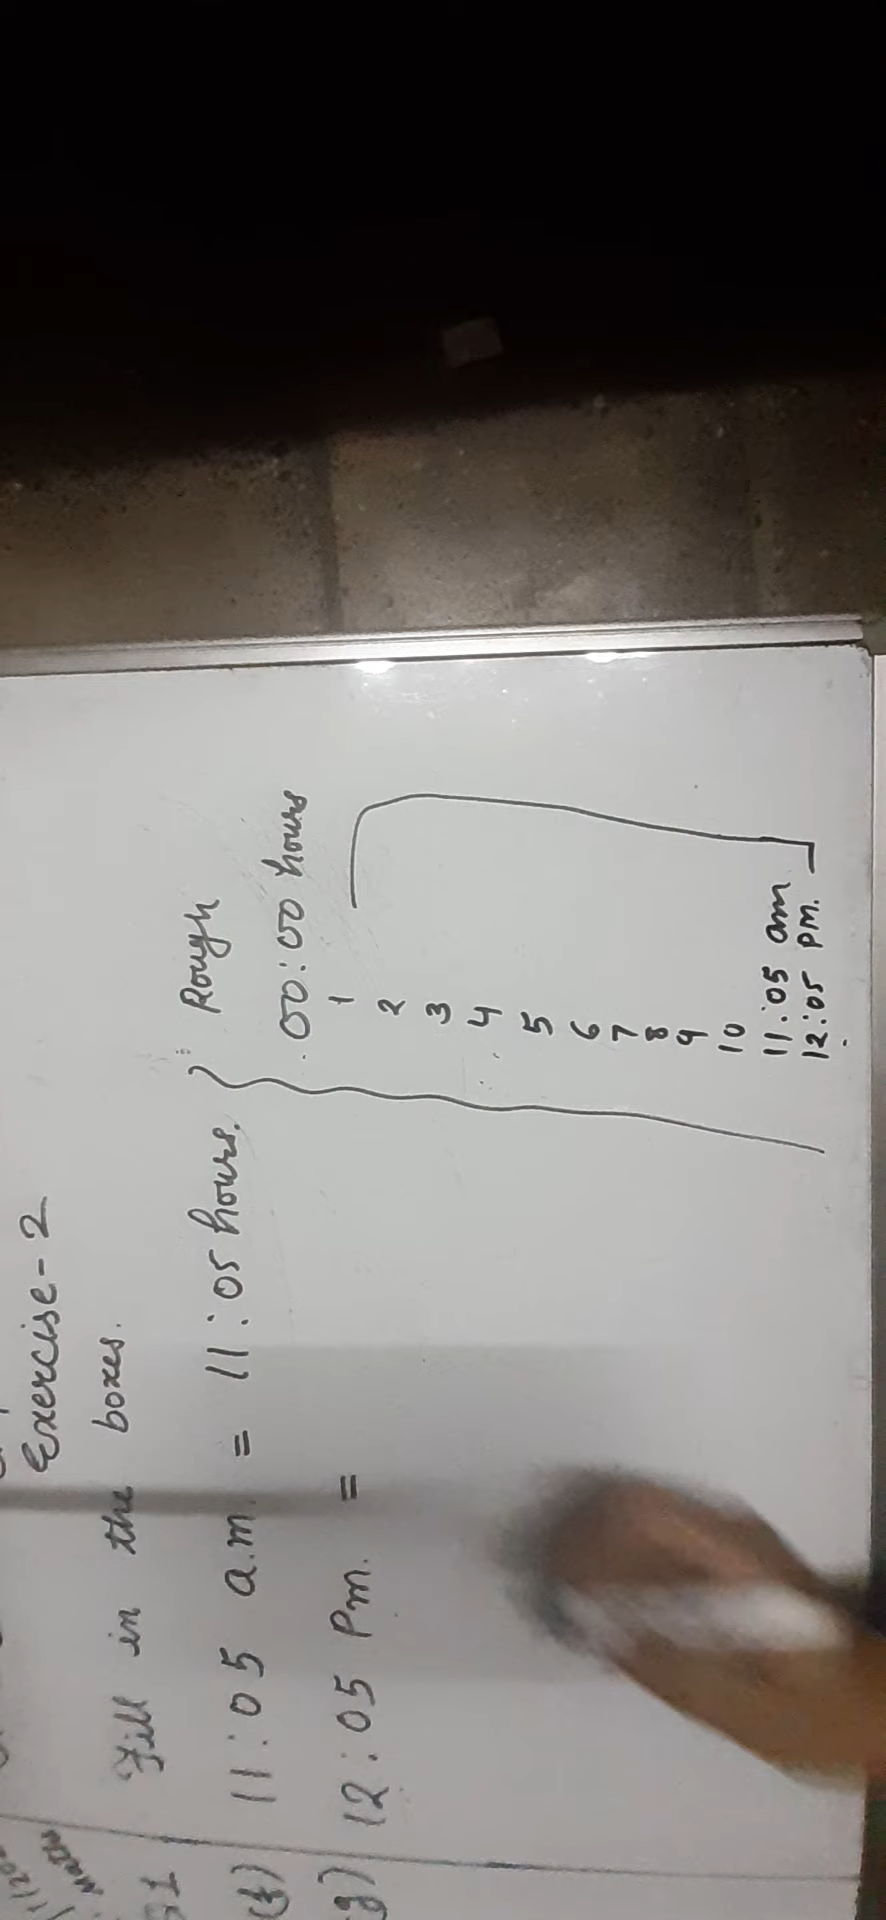 Exercise-2
Fill in the boxes.
(f) 11:05 a.m. = 11:05 hours.
g) 12:05 Pm. =
Rough
00:00 hours
1
2
3
4
5
6
7
8
9
10
11:05 am
12:05 pm.